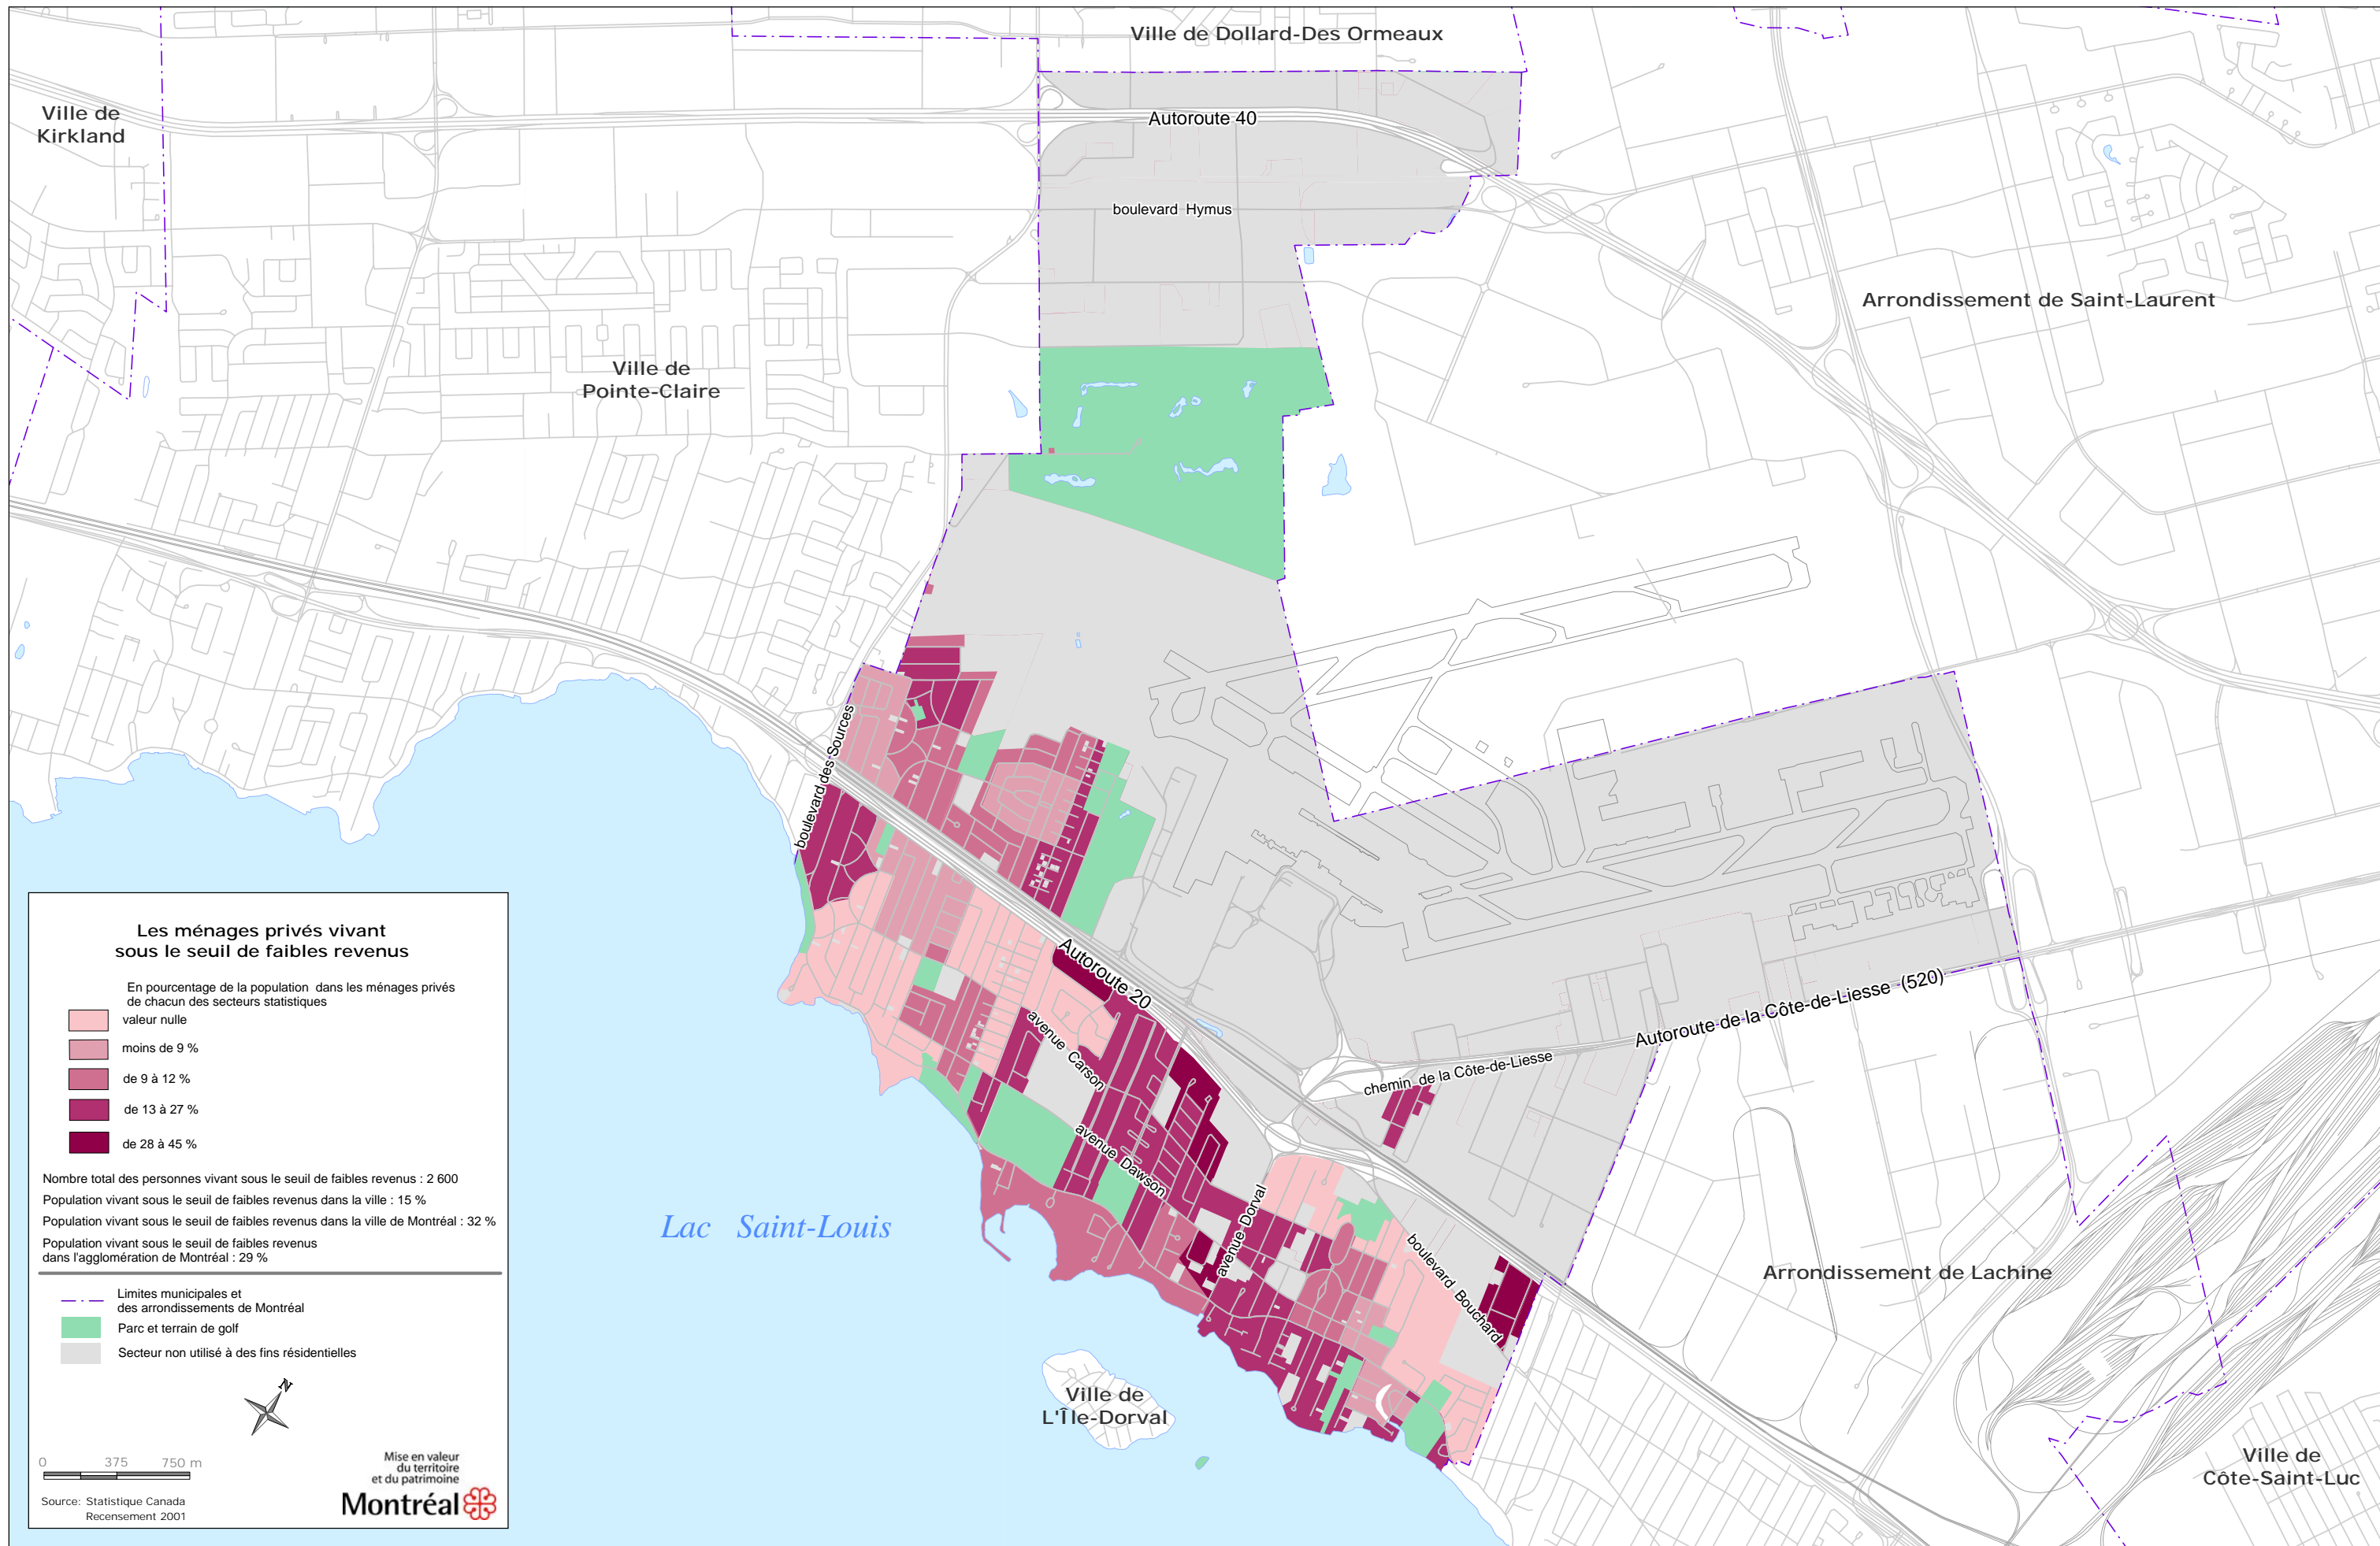 Ville de Dollard-Des Ormeaux
Ville de
Kirkland
Autoroute 40
boulevard Hymus
Arrondissement de Saint-Laurent
Ville de
Pointe-Claire
boulevard des Sources
Autoroute 20
avenue Carson
avenue Dawson
avenue Dorval
boulevard Bouchard
chemin de la Côte-de-Liesse
Autoroute de la Côte-de-Liesse (520)
Arrondissement de Lachine
Lac Saint-Louis
Ville de
L'Île-Dorval
Ville de
Côte-Saint-Luc
Les ménages privés vivant
sous le seuil de faibles revenus
En pourcentage de la population dans les ménages privés
de chacun des secteurs statistiques
valeur nulle
moins de 9 %
de 9 à 12 %
de 13 à 27 %
de 28 à 45 %
Nombre total des personnes vivant sous le seuil de faibles revenus : 2 600
Population vivant sous le seuil de faibles revenus dans la ville : 15 %
Population vivant sous le seuil de faibles revenus dans la ville de Montréal : 32 %
Population vivant sous le seuil de faibles revenus
dans l'agglomération de Montréal : 29 %
Limites municipales et
des arrondissements de Montréal
Parc et terrain de golf
Secteur non utilisé à des fins résidentielles
N
0 375 750 m
Mise en valeur
du territoire
et du patrimoine
Montréal
Source: Statistique Canada
Recensement 2001